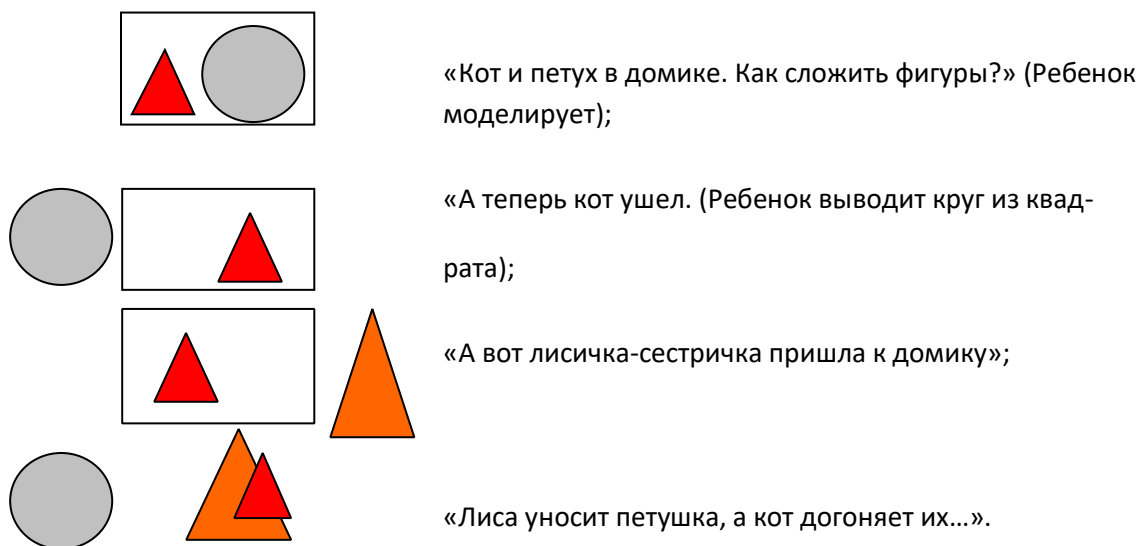 «Кот и петух в домике. Как сложить фигуры?» (Ребенок
моделирует);
«А теперь кот ушел. (Ребенок выводит круг из квад-
рата);
«А вот лисичка-сестричка пришла к домику»;
«Лиса уносит петушка, а кот догоняет их…».